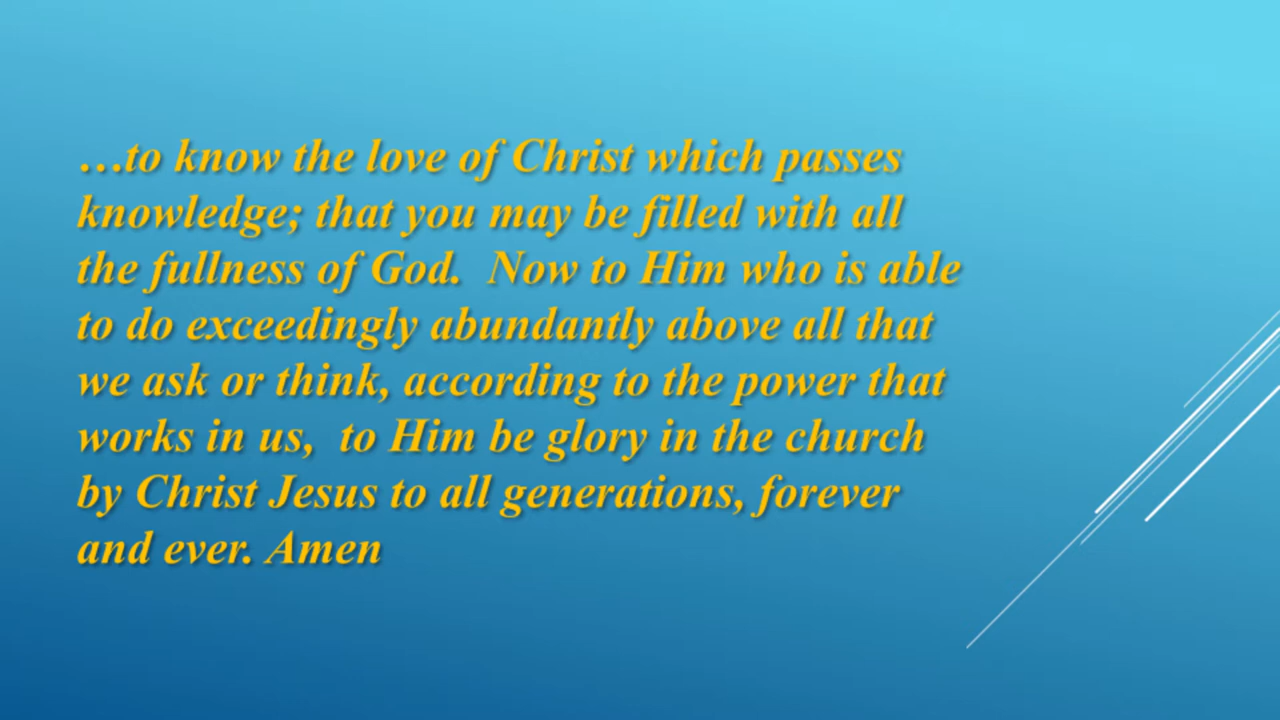 …to know the love of Christ which passes
knowledge; that you may be filled with all
the fullness of God.  Now to Him who is able
to do exceedingly abundantly above all that
we ask or think, according to the power that
works in us,  to Him be glory in the church
by Christ Jesus to all generations, forever
and ever. Amen